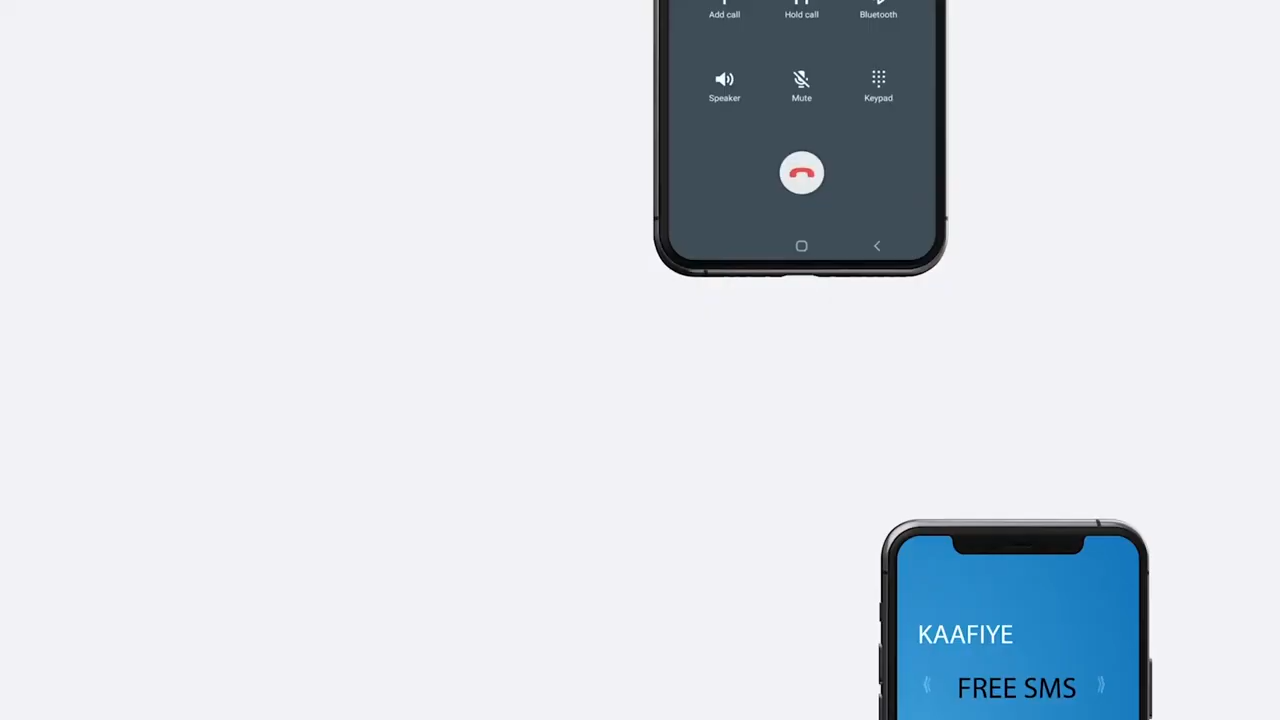 Add call Hold call Bluetooth
Speaker Mute Keypad
KAAFIYE
FREE SMS